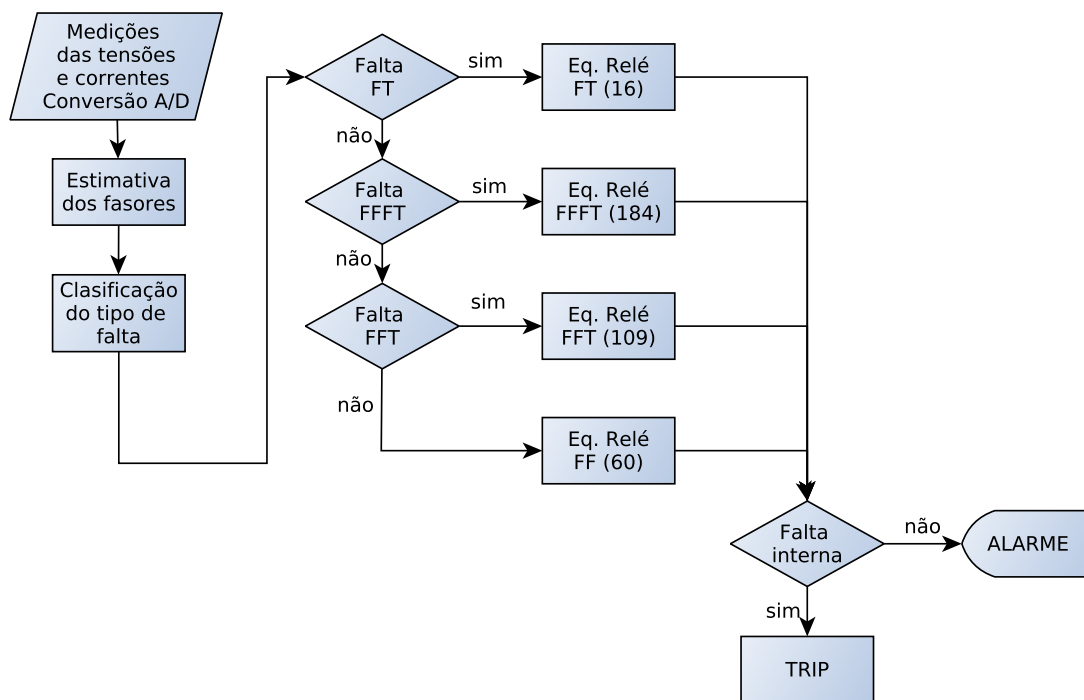 Medições
das tensões
e correntes
Conversão A/D
Estimativa
dos fasores
Clasificação
do tipo de
falta
Falta
FT
sim
Eq. Relé
FT (16)
não
Falta
FFFT
sim
Eq. Relé
FFFT (184)
não
Falta
FFT
sim
Eq. Relé
FFT (109)
não
Eq. Relé
FF (60)
Falta
interna
não
ALARME
sim
TRIP